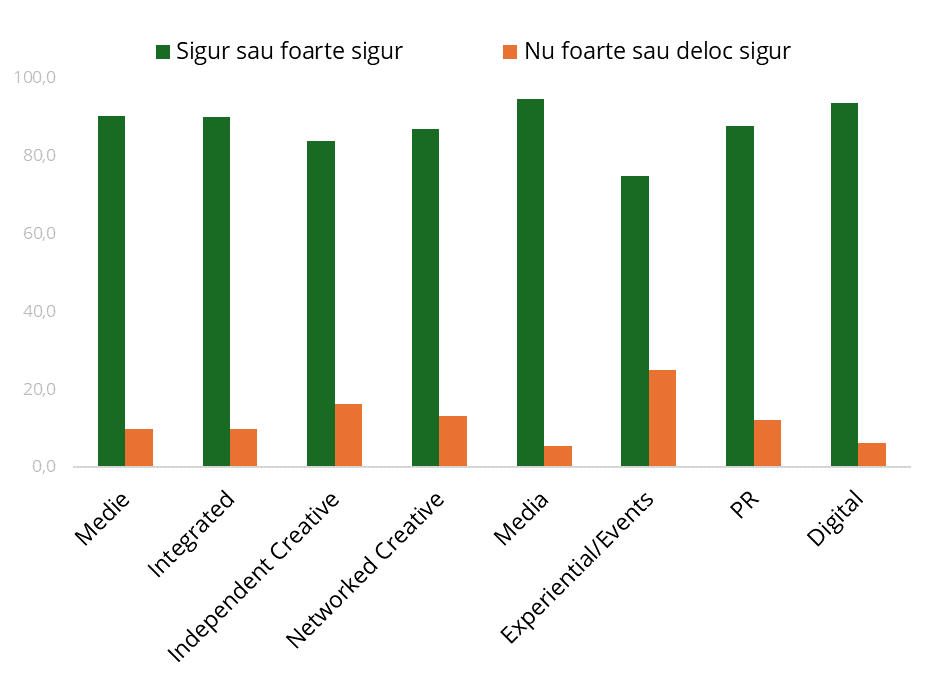 Sigur sau foarte sigur
Nu foarte sau deloc sigur
100,0
80,0
60,0
40,0
20,0
0,0
Medie
Integrated
Independent Creative
Networked Creative
Media
Experiential/Events
PR
Digital